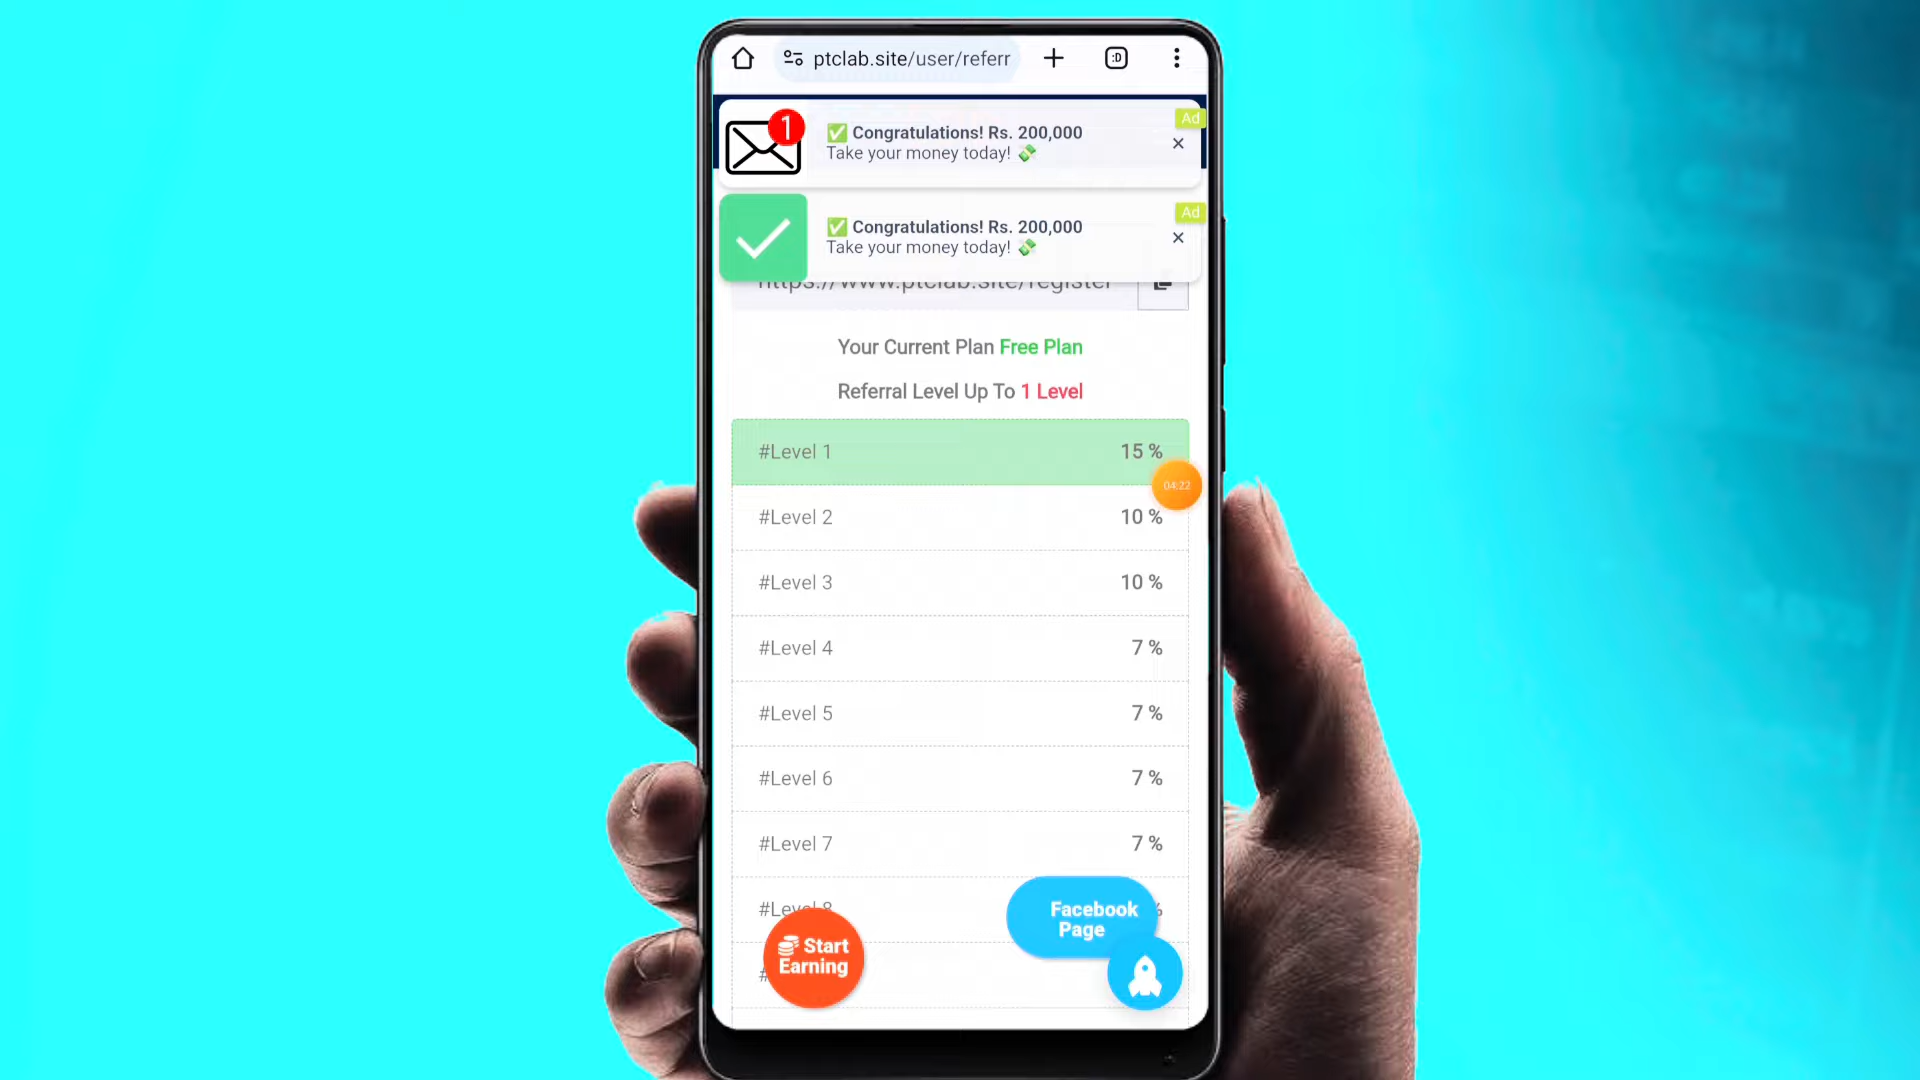 ptclab.site/user/referr
:D
1
✅ Congratulations! Rs. 200,000
Take your money today! 💸
Ad
✅ Congratulations! Rs. 200,000
Take your money today! 💸
Ad
https://www.ptclab.site/register
Your Current Plan Free Plan
Referral Level Up To 1 Level
#Level 1 15 %
04:22
#Level 2 10 %
#Level 3 10 %
#Level 4 7 %
#Level 5 7 %
#Level 6 7 %
#Level 7 7 %
#Level 8 %
Facebook
Page
Start
Earning
#